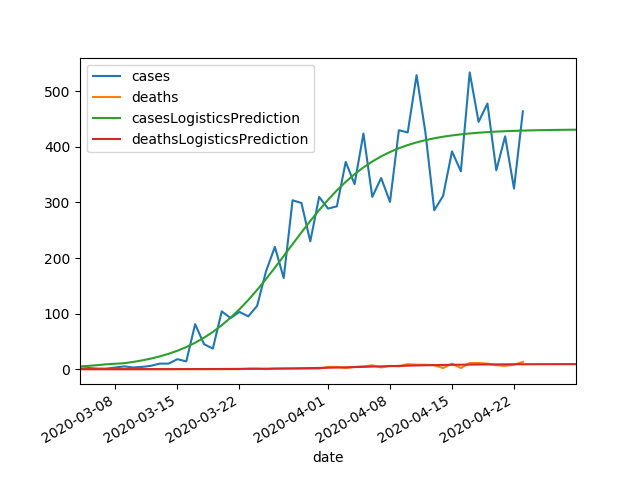 cases
deaths
casesLogisticsPrediction
deathsLogisticsPrediction
500
400
300
200
100
0
2020-03-08
2020-03-15
2020-03-22
2020-04-01
2020-04-08
2020-04-15
2020-04-22
date